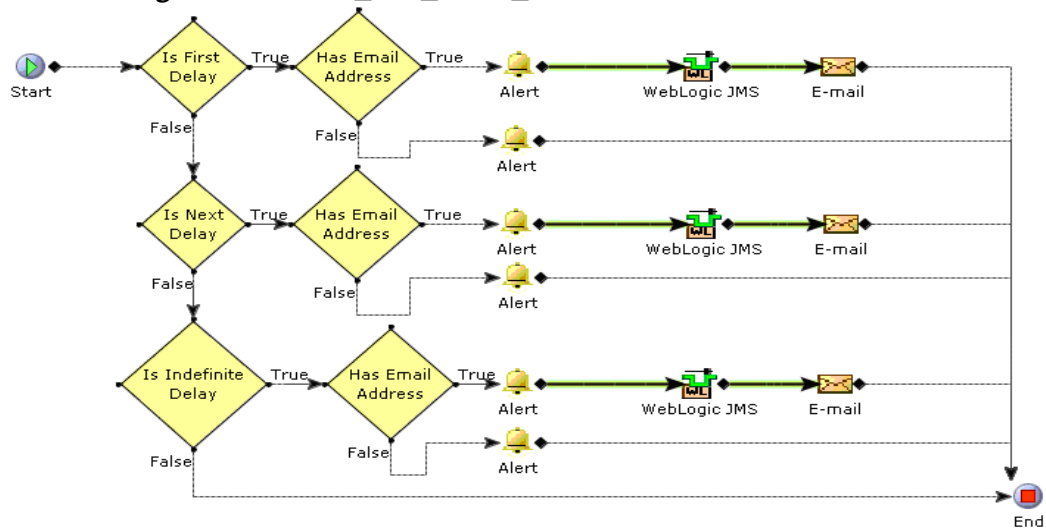 Is First
Delay
True
Has Email
Address
True
Start
Alert
WebLogic JMS
E-mail
False
False
Alert
Is Next
Delay
True
Has Email
Address
True
Alert
WebLogic JMS
E-mail
False
False
Alert
Is Indefinite
Delay
True
Has Email
Address
True
Alert
WebLogic JMS
E-mail
False
False
Alert
End